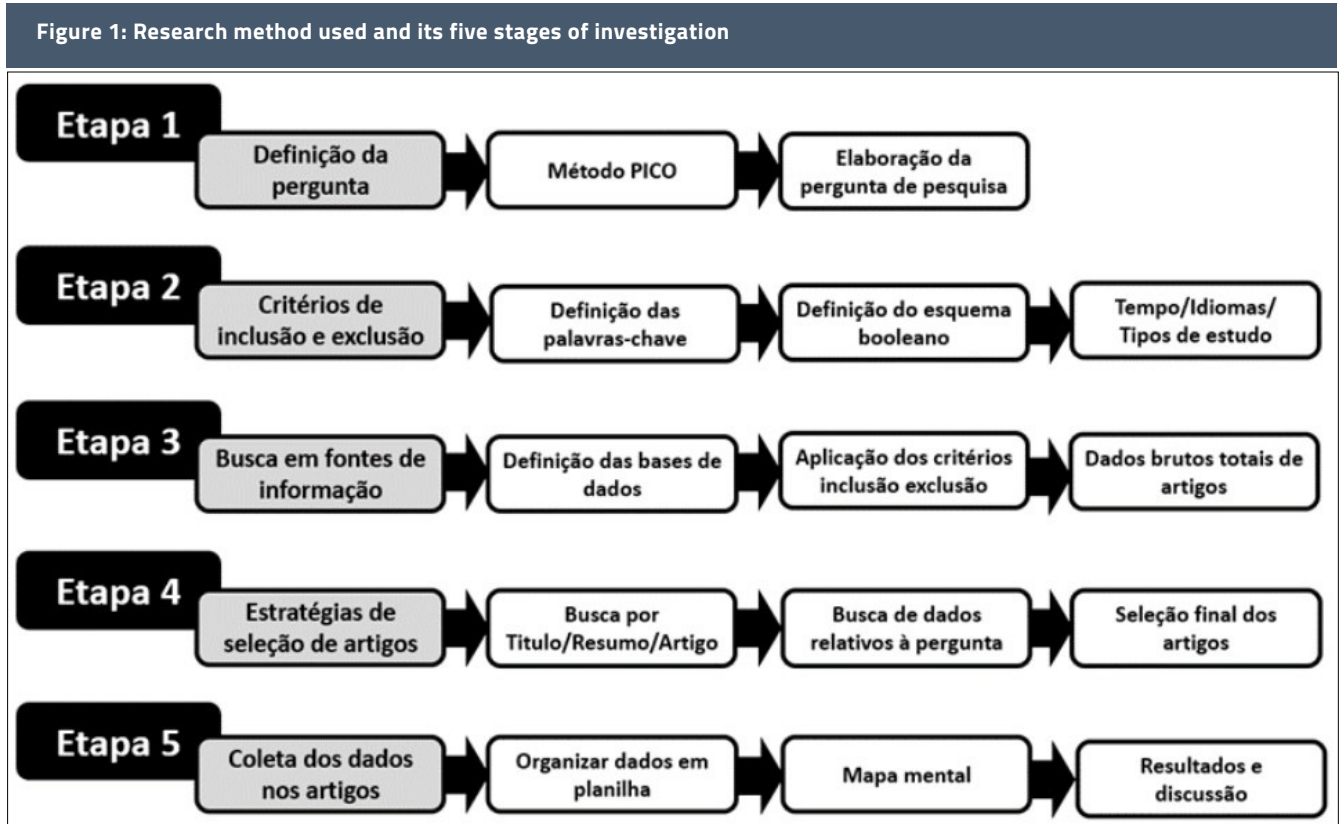 Figure 1: Research method used and its five stages of investigation
Etapa 1
Definição da
pergunta
Método PICO
Elaboração da
pergunta de pesquisa
Etapa 2
Critérios de
inclusão e exclusão
Definição das
palavras-chave
Definição do esquema
booleano
Tempo/Idiomas/
Tipos de estudo
Etapa 3
Busca em fontes de
informação
Definição das bases de
dados
Aplicação dos critérios
inclusão exclusão
Dados brutos totais de
artigos
Etapa 4
Estratégias de
seleção de artigos
Busca por
Titulo/Resumo/Artigo
Busca de dados
relativos à pergunta
Seleção final dos
artigos
Etapa 5
Coleta dos dados
nos artigos
Organizar dados em
planilha
Mapa mental
Resultados e
discussão